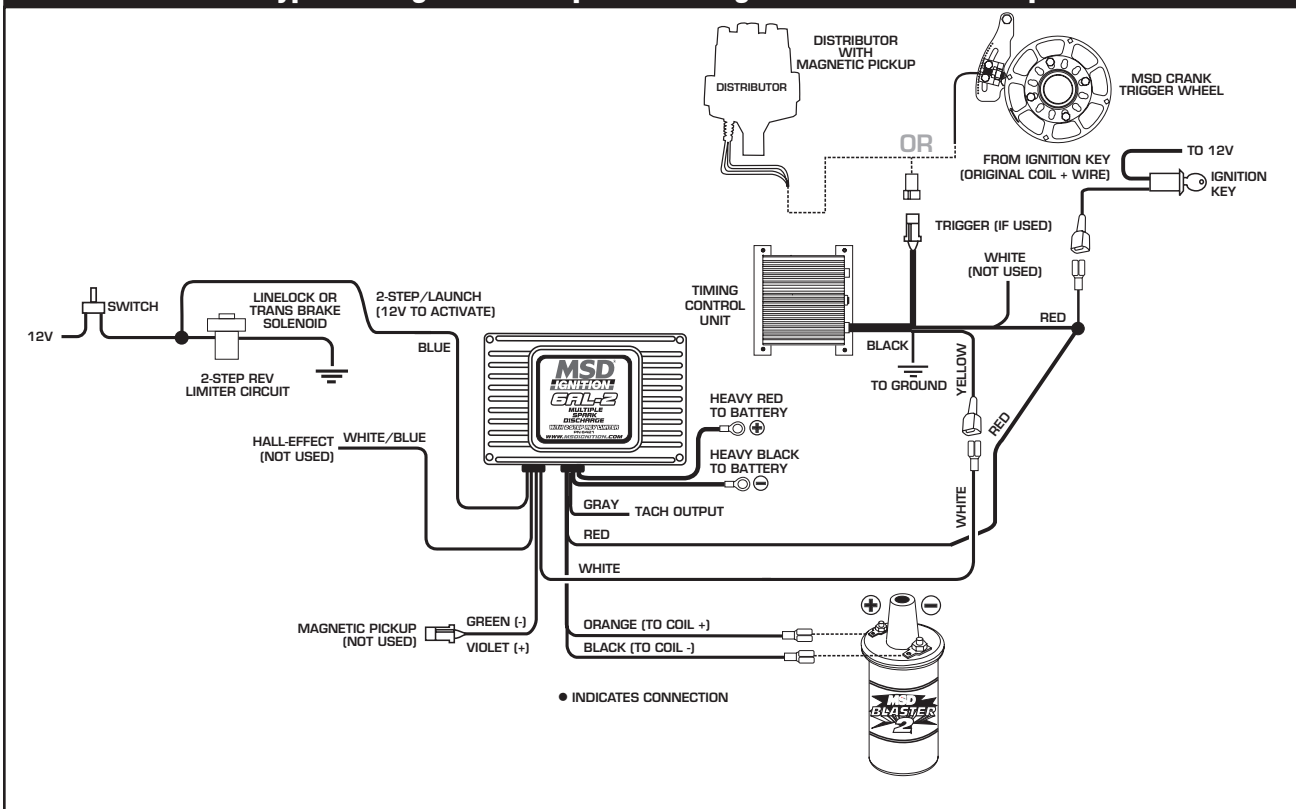 DISTRIBUTOR
WITH
MAGNETIC PICKUP
DISTRIBUTOR
MSD CRANK
TRIGGER WHEEL
OR
FROM IGNITION KEY
(ORIGINAL COIL + WIRE)
TO 12V
IGNITION
KEY
TRIGGER (IF USED)
WHITE
(NOT USED)
TIMING
CONTROL
UNIT
RED
BLACK
TO GROUND
YELLOW
RED
SWITCH
12V
LINELOCK OR
TRANS BRAKE
SOLENOID
2-STEP/LAUNCH
(12V TO ACTIVATE)
BLUE
2-STEP REV
LIMITER CIRCUIT
MSD
IGNITION
6AL-2
MULTIPLE
SPARK
DISCHARGE
WITH 2-STEP REV LIMITER
WWW.MSDIGNITION.COM
HEAVY RED
TO BATTERY
+
HEAVY BLACK
TO BATTERY
−
HALL-EFFECT
(NOT USED)
WHITE/BLUE
GRAY
TACH OUTPUT
RED
WHITE
WHITE
MAGNETIC PICKUP
(NOT USED)
GREEN (-)
VIOLET (+)
ORANGE (TO COIL +)
BLACK (TO COIL -)
+ −
● INDICATES CONNECTION
MSD
BLASTER
2